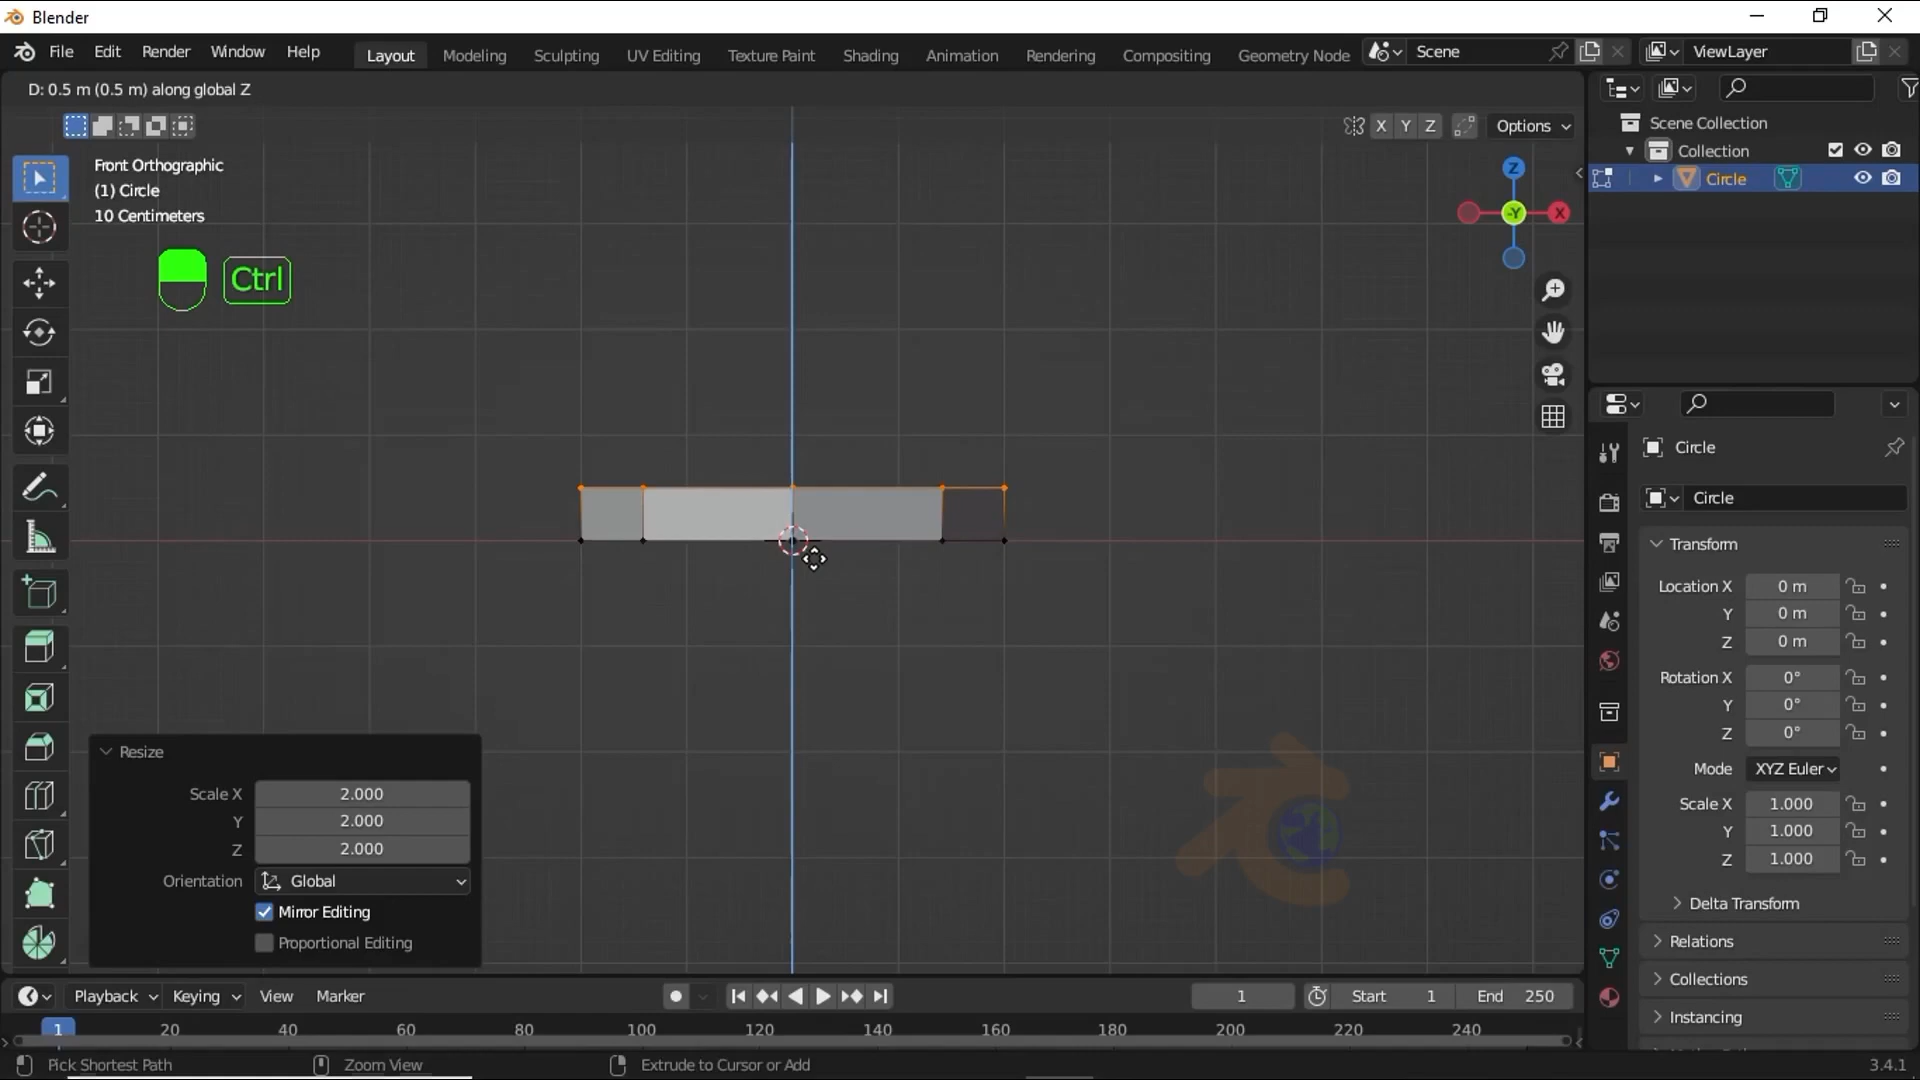 Blender
File Edit Render Window Help Layout Modeling Sculpting UV Editing Texture Paint Shading Animation Rendering Compositing Geometry Node Scene ViewLayer
D: 0.5 m (0.5 m) along global Z
X Y Z Options
Front Orthographic
(1) Circle
10 Centimeters
Ctrl
Z
-Y X
Scene Collection
Collection
Circle
Circle
Circle
Transform
Location X 0 m
Y 0 m
Z 0 m
Rotation X 0°
Y 0°
Z 0°
Mode XYZ Euler
Scale X 1.000
Y 1.000
Z 1.000
Delta Transform
Relations
Collections
Instancing
Resize
Scale X 2.000
Y 2.000
Z 2.000
Orientation Global
Mirror Editing
Proportional Editing
Playback Keying View Marker 1 Start 1 End 250
1 20 40 60 80 100 120 140 160 180 200 220 240
Pick Shortest Path Zoom View Extrude to Cursor or Add 3.4.1